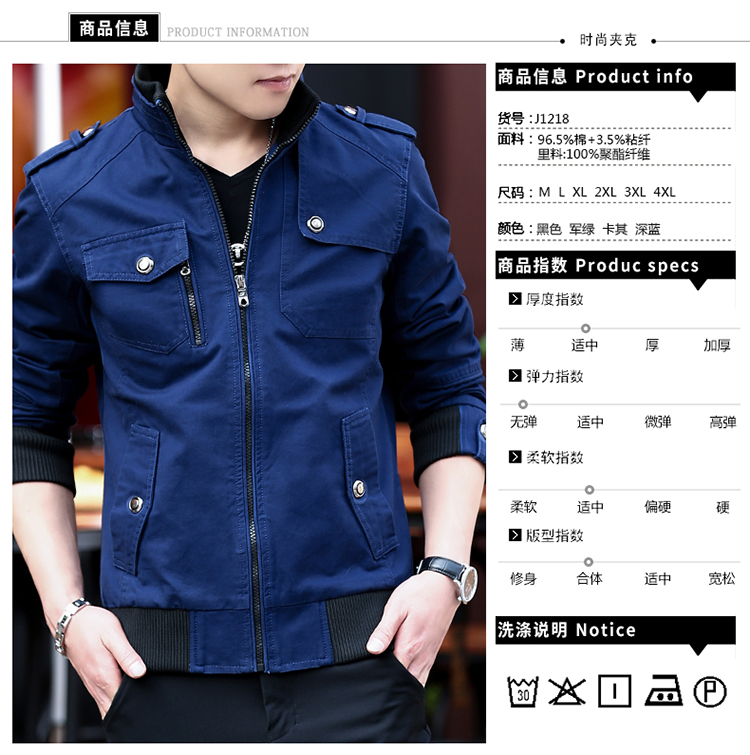 商品信息 PRODUCT INFORMATION
时尚夹克
商品信息 Product info
货号:J1218
面料:96.5%棉+3.5%粘纤
里料:100%聚酯纤维
尺码:M L XL 2XL 3XL 4XL
颜色:黑色 军绿 卡其 深蓝
商品指数 Produc specs
厚度指数
薄 适中 厚 加厚
弹力指数
无弹 适中 微弹 高弹
柔软指数
柔软 适中 偏硬 硬
版型指数
修身 合体 适中 宽松
洗涤说明 Notice
30 P